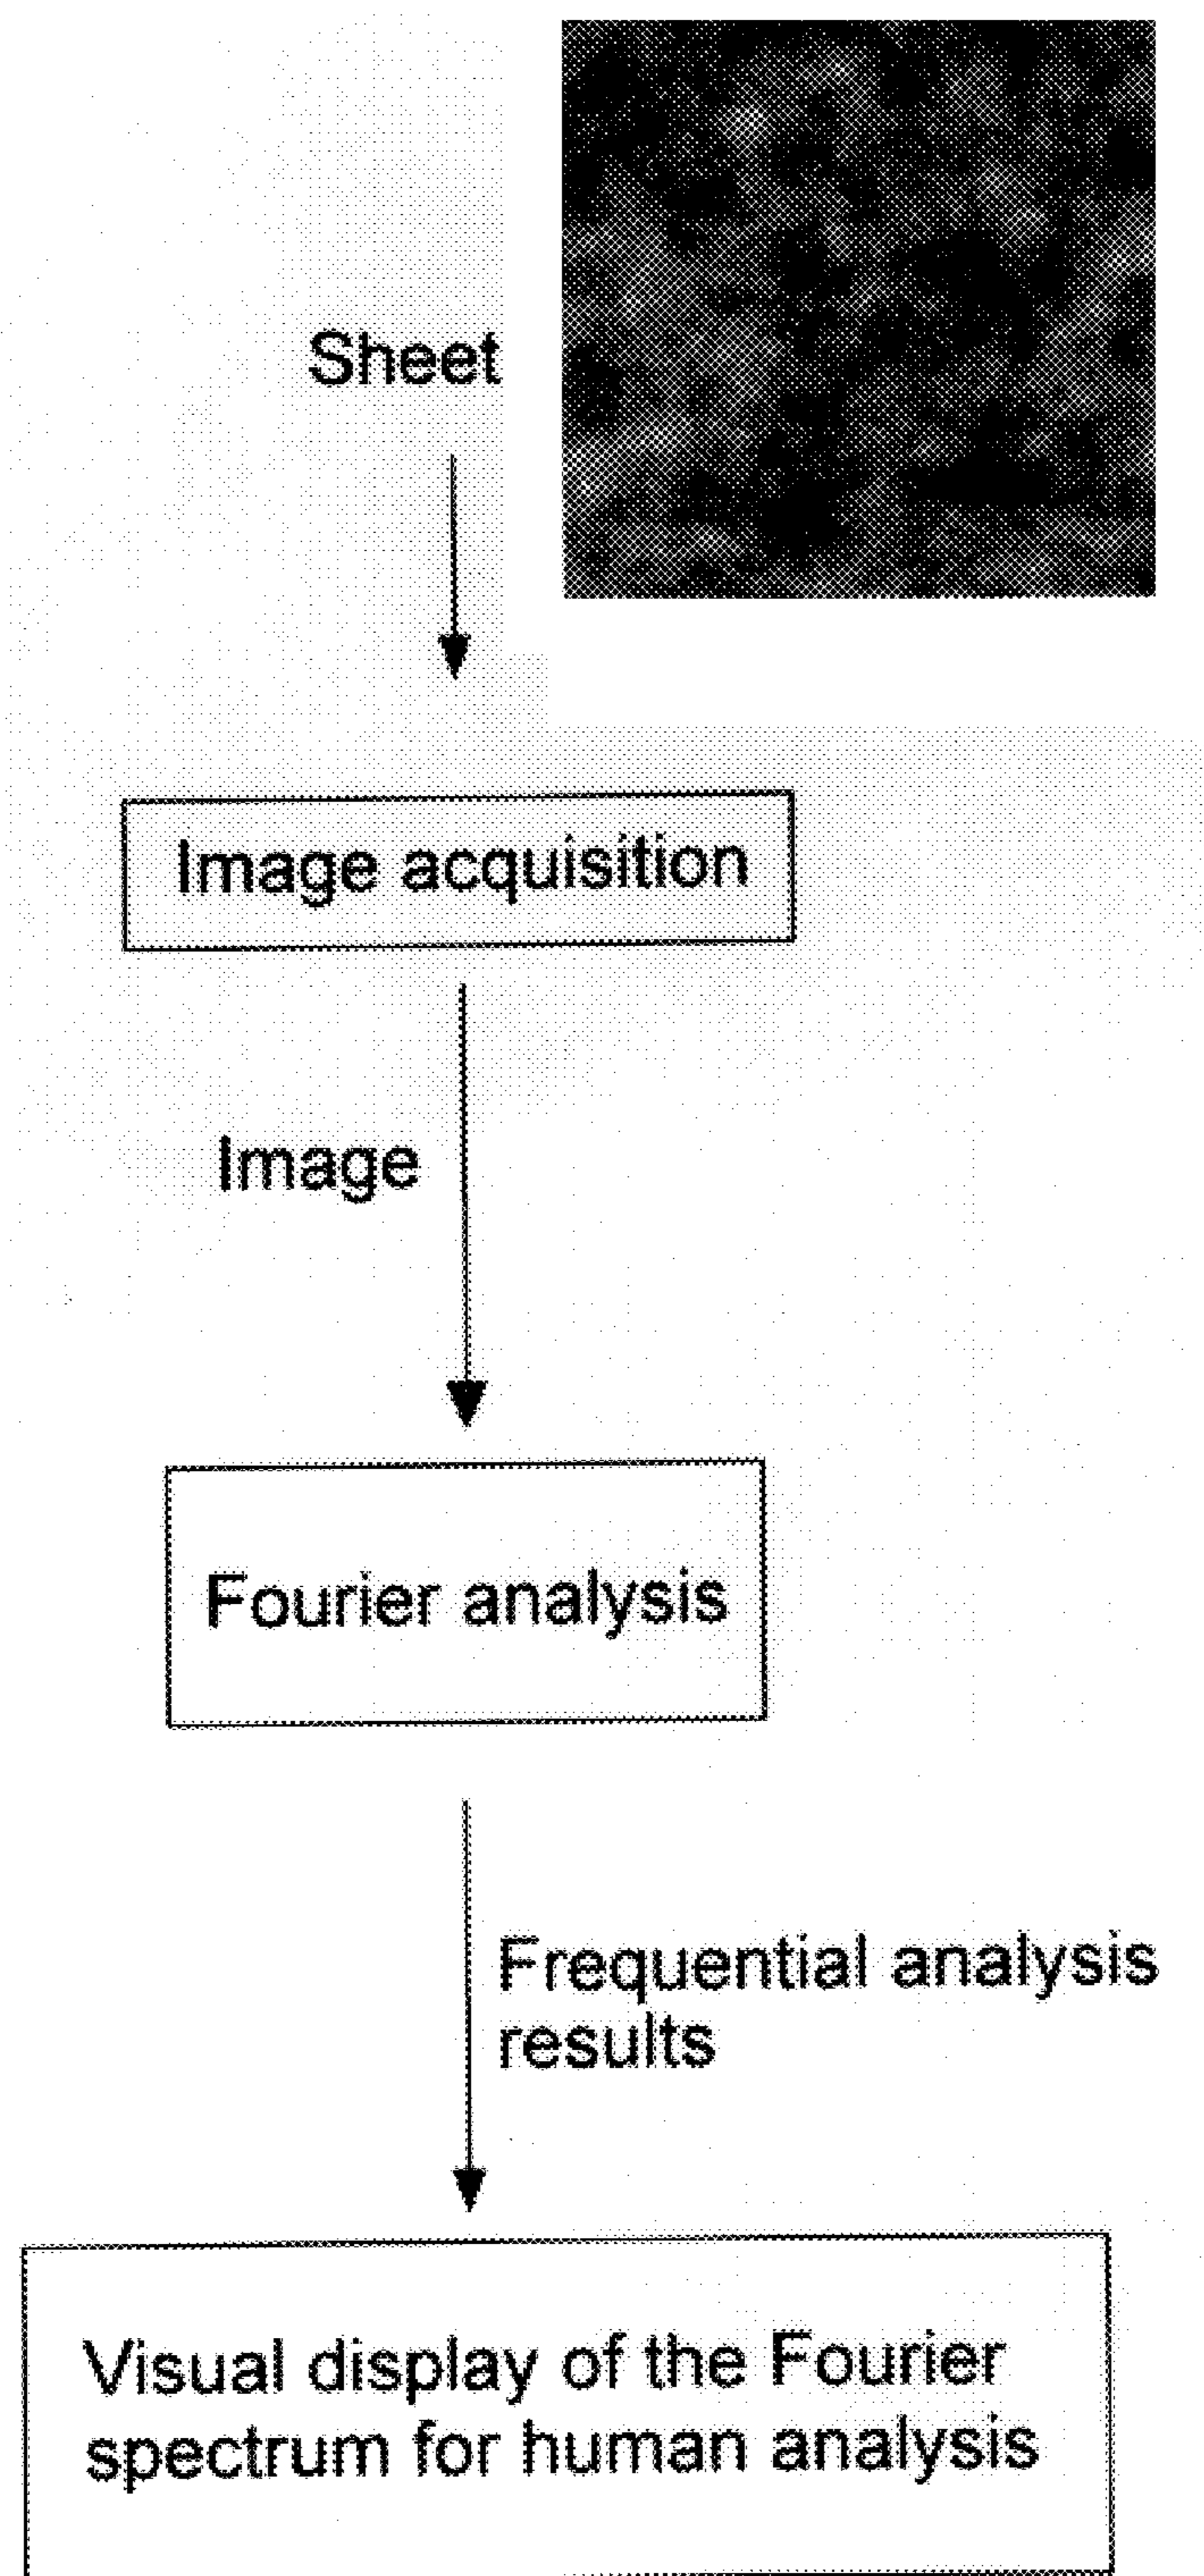 Sheet
Image acquisition
Image
Fourier analysis
Frequential analysis
results
Visual display of the Fourier
spectrum for human analysis